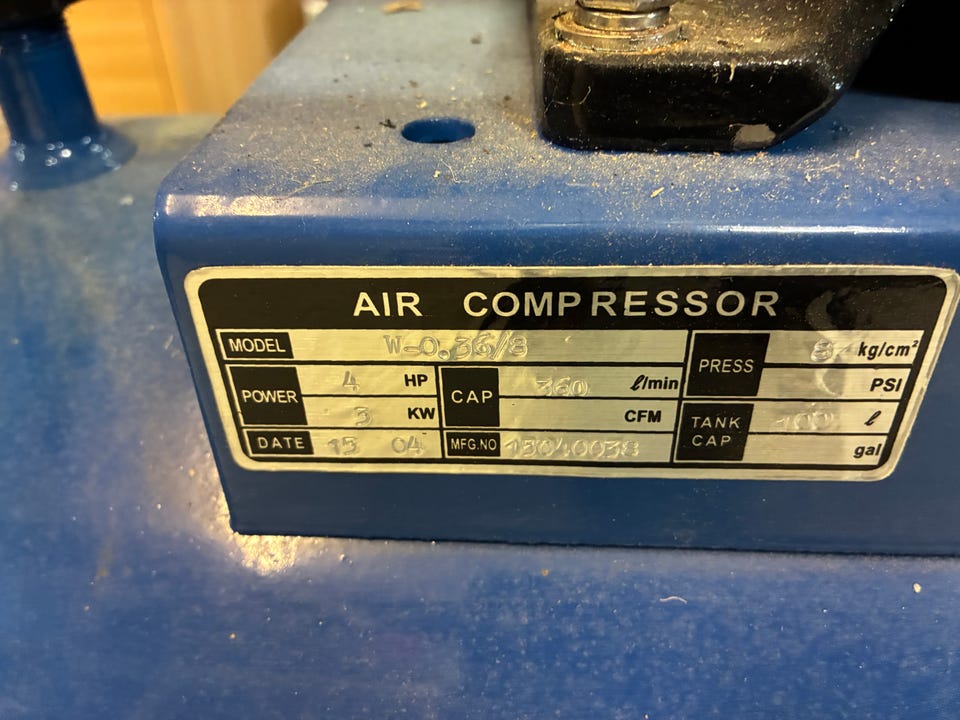 AIR COMPRESSOR
MODEL W-0.36/8
POWER 4 HP
3 KW
DATE 15 04
CAP 360 ℓ/min
CFM
MFG.NO 15040038
PRESS 8 kg/cm²
PSI
TANK CAP 100 ℓ
gal